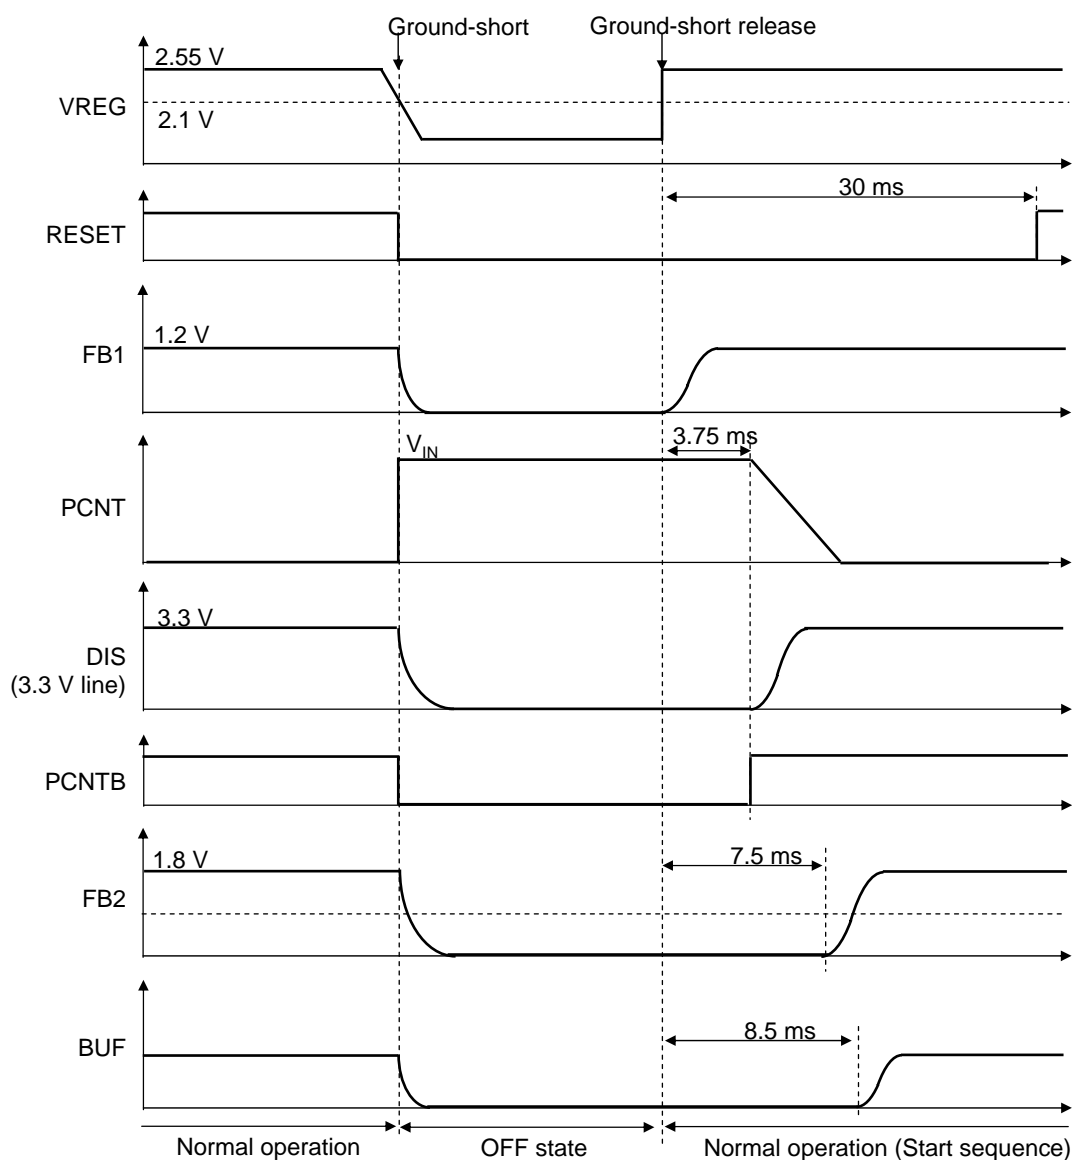 Ground-short
Ground-short release
2.55 V
VREG
2.1 V
30 ms
RESET
1.2 V
FB1
VIN
3.75 ms
PCNT
3.3 V
DIS
(3.3 V line)
PCNTB
1.8 V
7.5 ms
FB2
8.5 ms
BUF
Normal operation
OFF state
Normal operation (Start sequence)